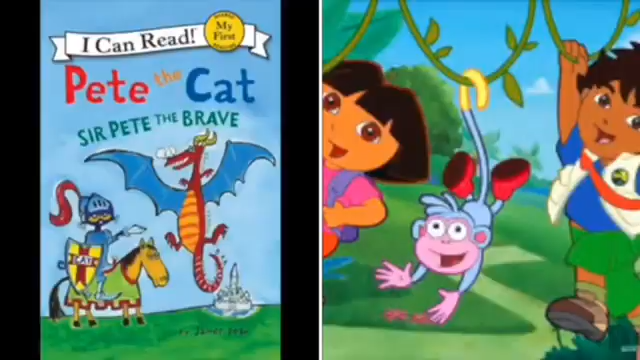 I Can Read!
My
First
Pete the Cat
SIR PETE THE BRAVE
CAT